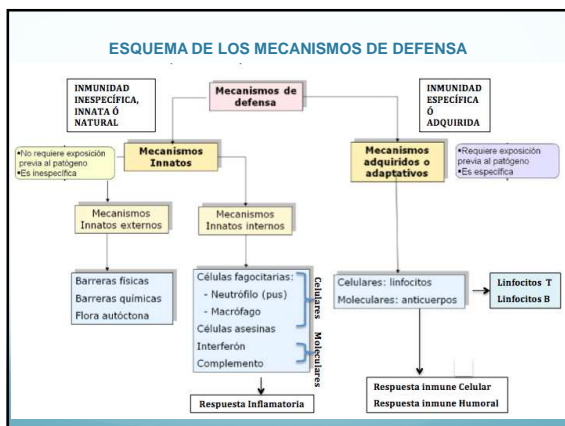 ESQUEMA DE LOS MECANISMOS DE DEFENSA
INMUNIDAD
INESPECÍFICA,
INNATA Ó
NATURAL
Mecanismos de
defensa
INMUNIDAD
ESPECÍFICA
Ó
ADQUIRIDA
•No requiere exposición
previa al patógeno
•Es inespecífica
Mecanismos
Innatos
Mecanismos
adquiridos o
adaptativos
•Requiere exposición
previa al patógeno
•Es específica
Mecanismos
Innatos externos
Mecanismos
Innatos internos
Barreras físicas
Barreras químicas
Flora autóctona
Células fagocitarias:
- Neutrófilo (pus)
- Macrófago
Células asesinas
Interferón
Complemento
Celulares
Moleculares
Celulares: linfocitos
Moleculares: anticuerpos
Linfocitos T
Linfocitos B
Respuesta Inflamatoria
Respuesta inmune Celular
Respuesta inmune Humoral